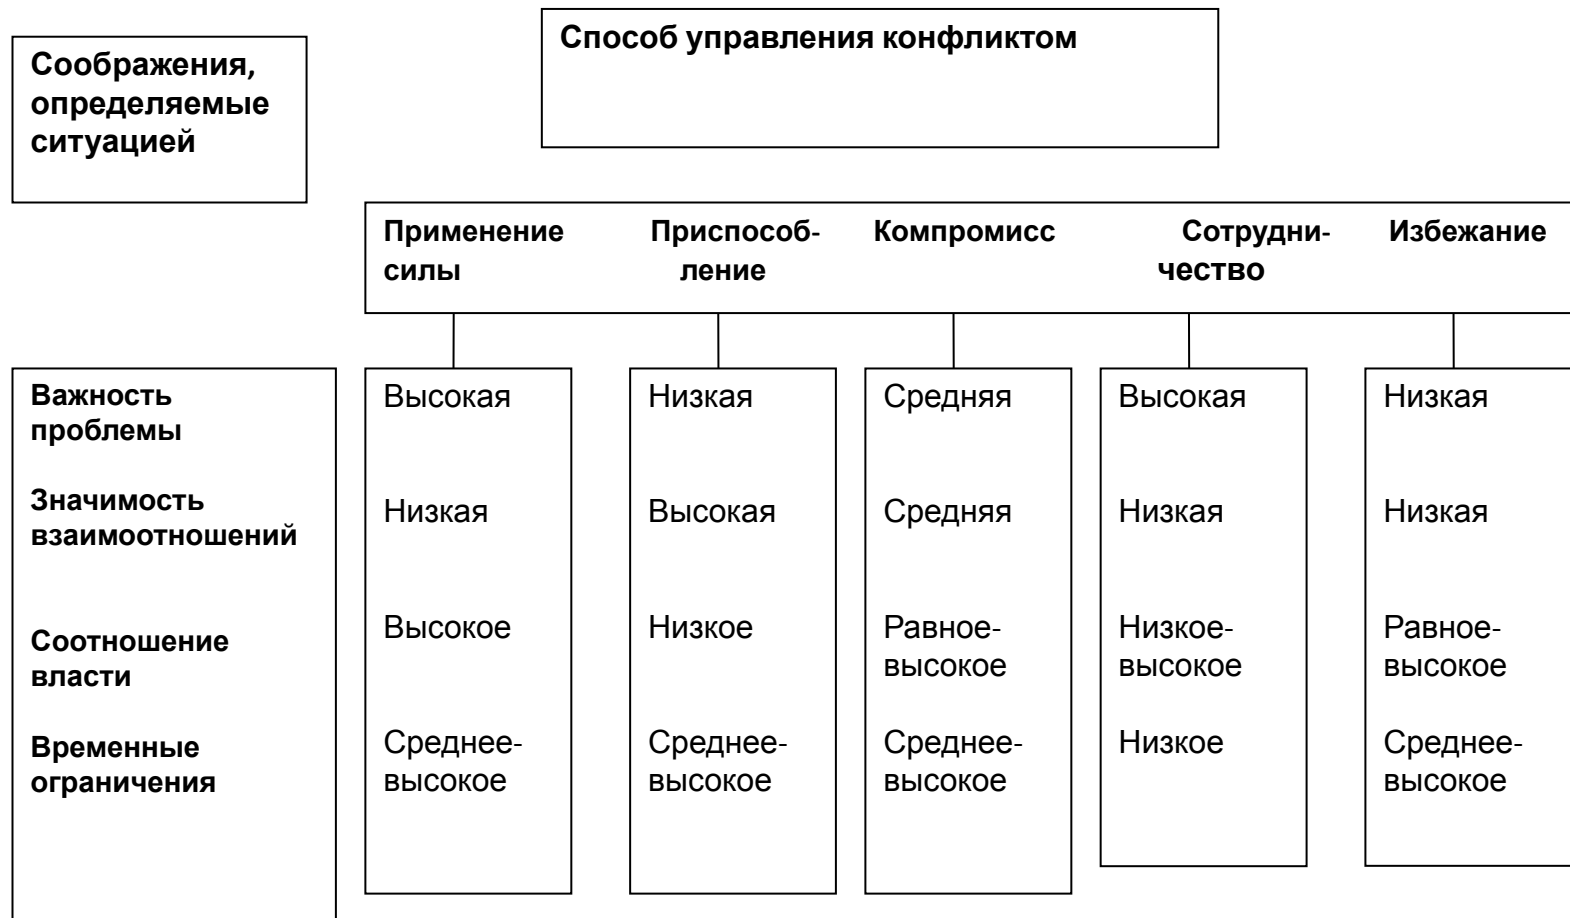 Способ управления конфликтом
Соображения,
определяемые
ситуацией
Применение Приспособ- Компромисс Сотрудни- Избежание
силы ление чество
Важность
проблемы
Высокая Низкая Средняя Высокая Низкая
Значимость
взаимоотношений
Низкая Высокая Средняя Низкая Низкая
Соотношение
власти
Высокое Низкое Равное- Низкое- Равное-
высокое высокое высокое
Временные
ограничения
Среднее- Среднее- Среднее- Низкое Среднее-
высокое высокое высокое высокое